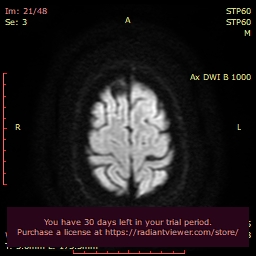 Im: 21/48
Se: 3
A
STP60
STP60
M
Ax DWI B 1000
R
L
You have 30 days left in your trial period.
Purchase a license at https://radiantviewer.com/store/